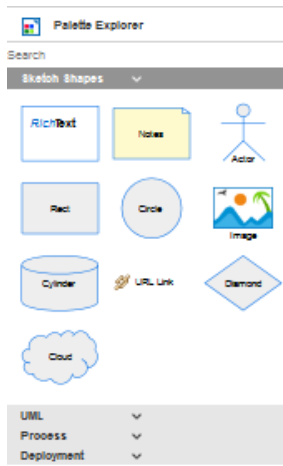 Palette Explorer
Search
Sketch Shapes
RichText
Notes
Actor
Rect
Circle
Image
Cylinder
URL Link
Diamond
Cloud
UML
Process
Deployment